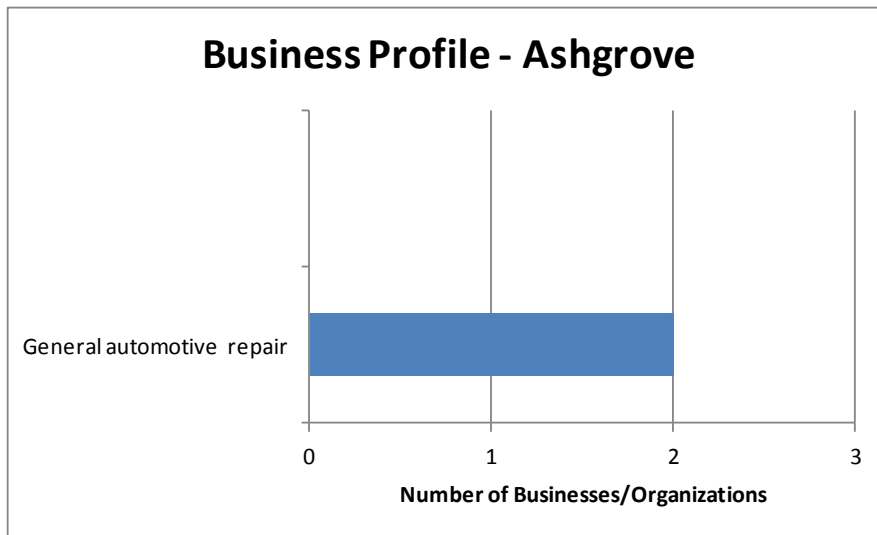 Business Profile - Ashgrove
General automotive repair
0 1 2 3
Number of Businesses/Organizations